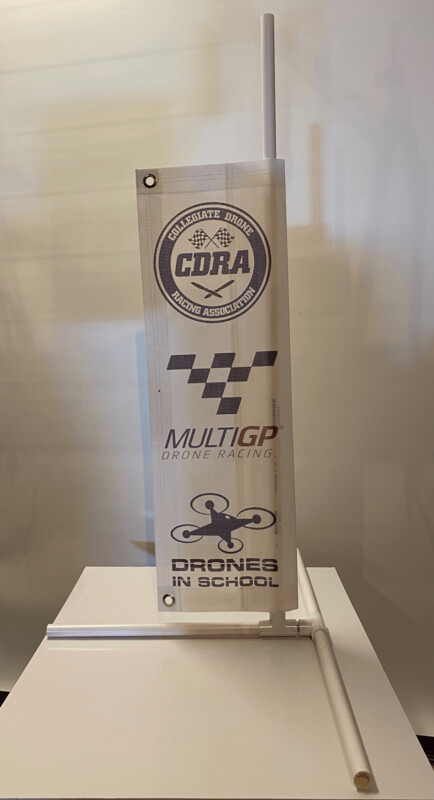 COLLEGIATE DRONE
CDRA
RACING ASSOCIATION
MULTIGP
DRONE RACING.
DRONES
IN SCHOOL